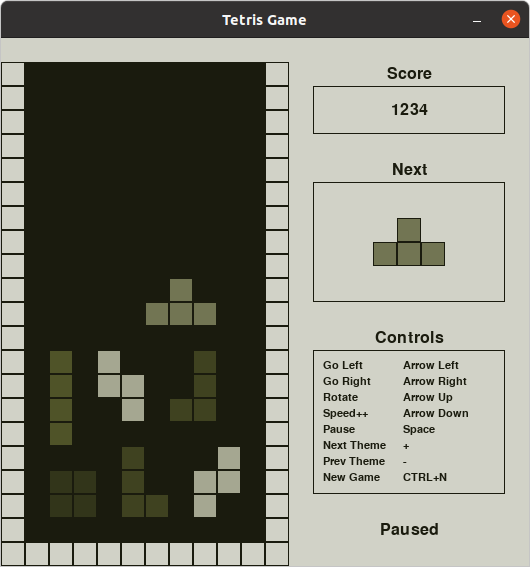 Tetris Game
Score
1234
Next
Controls
Go Left Arrow Left
Go Right Arrow Right
Rotate Arrow Up
Speed++ Arrow Down
Pause Space
Next Theme +
Prev Theme -
New Game CTRL+N
Paused